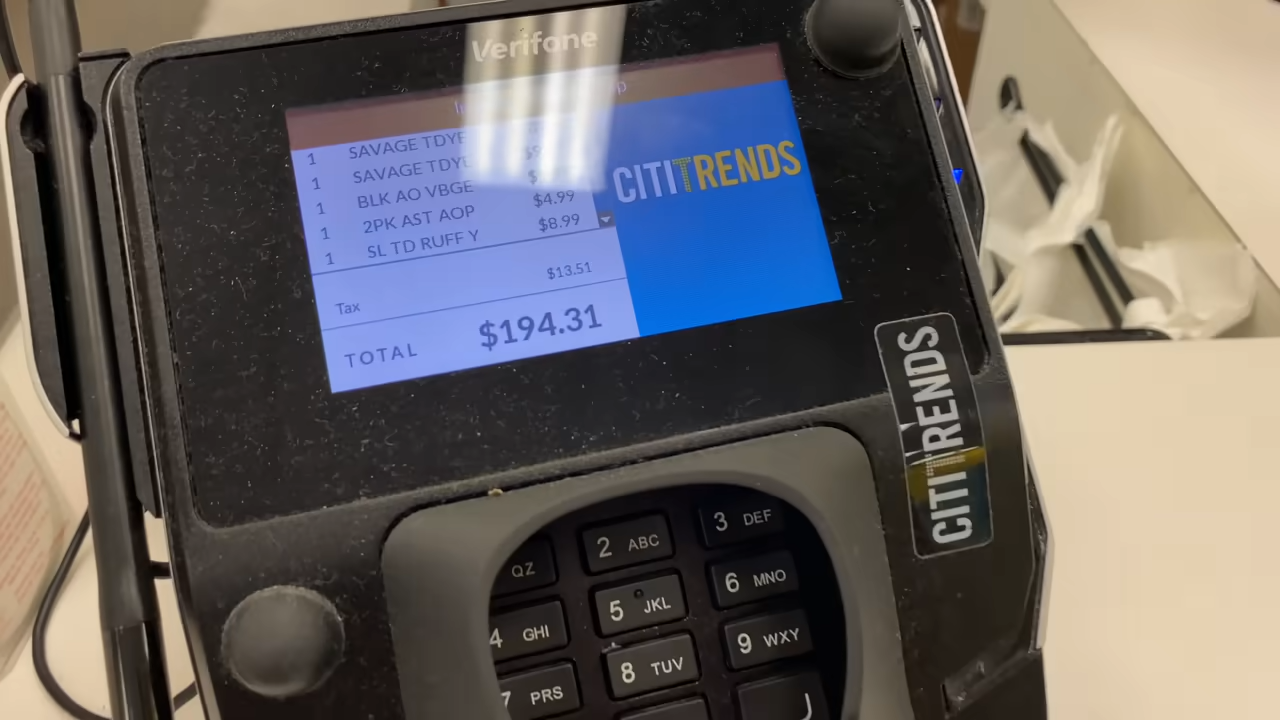 Verifone
1 SAVAGE TDYE
1 SAVAGE TDYE
1 BLK AO VBGE
1 2PK AST AOP $4.99
1 SL TD RUFF Y $8.99
Tax $13.51
TOTAL $194.31
CITITRENDS
CITITRENDS
QZ
2 ABC
3 DEF
4 GHI
5 JKL
6 MNO
7 PRS
8 TUV
9 WXY